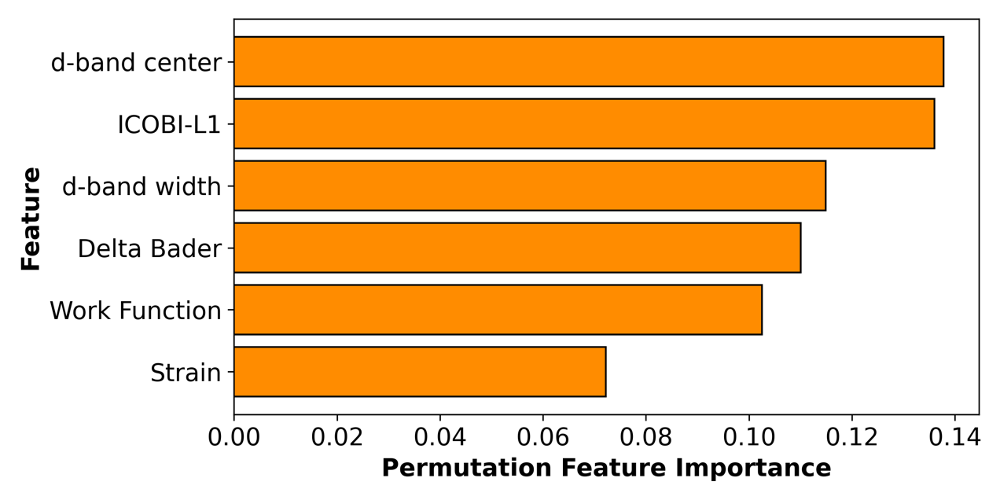 d-band center
ICOBI-L1
d-band width
Delta Bader
Work Function
Strain
Feature
0.00 0.02 0.04 0.06 0.08 0.10 0.12 0.14
Permutation Feature Importance